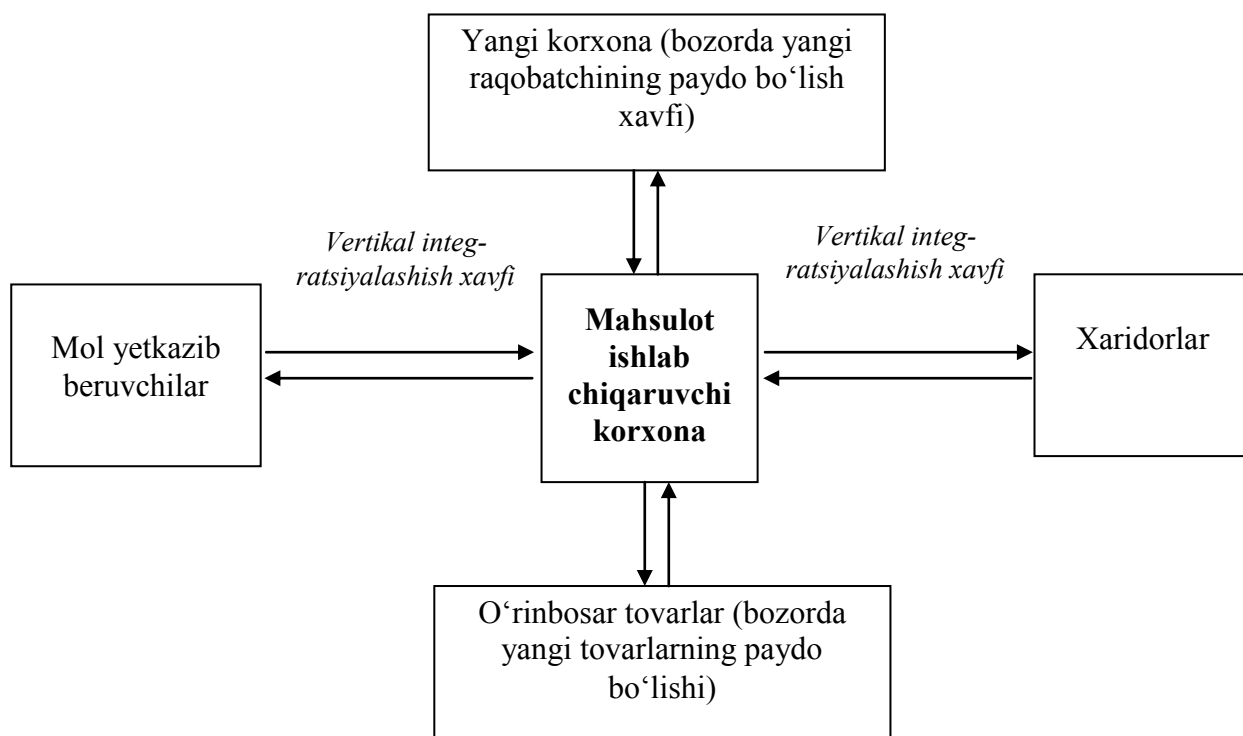 Yangi korxona (bozorda yangi
raqobatchining paydo bo‘lish
xavfi)
Vertikal integ-
ratsiyalashish xavfi
Vertikal integ-
ratsiyalashish xavfi
Mol yetkazib
beruvchilar
Mahsulot
ishlab
chiqaruvchi
korxona
Xaridorlar
O‘rinbosar tovarlar (bozorda
yangi tovarlarning paydo
bo‘lishi)